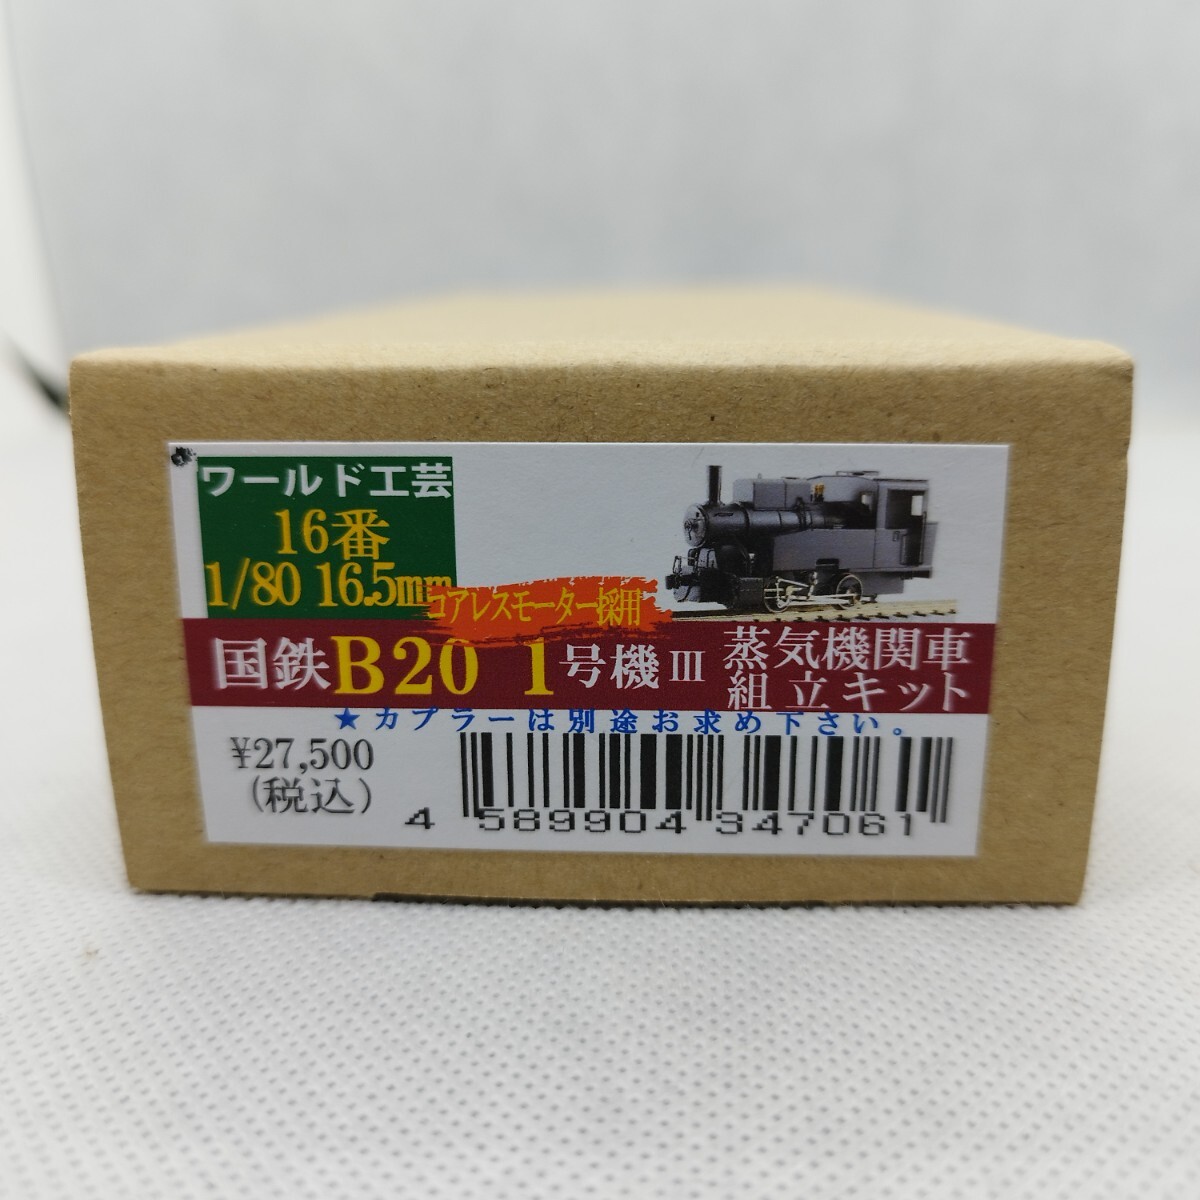 ワールド工芸
16番
1/80 16.5mm
コアレスモーター採用
国鉄B20 1号機Ⅲ 蒸気機関車
組立キット
★カプラーは別途お求め下さい。
¥27,500
(税込)
4 589904 347061